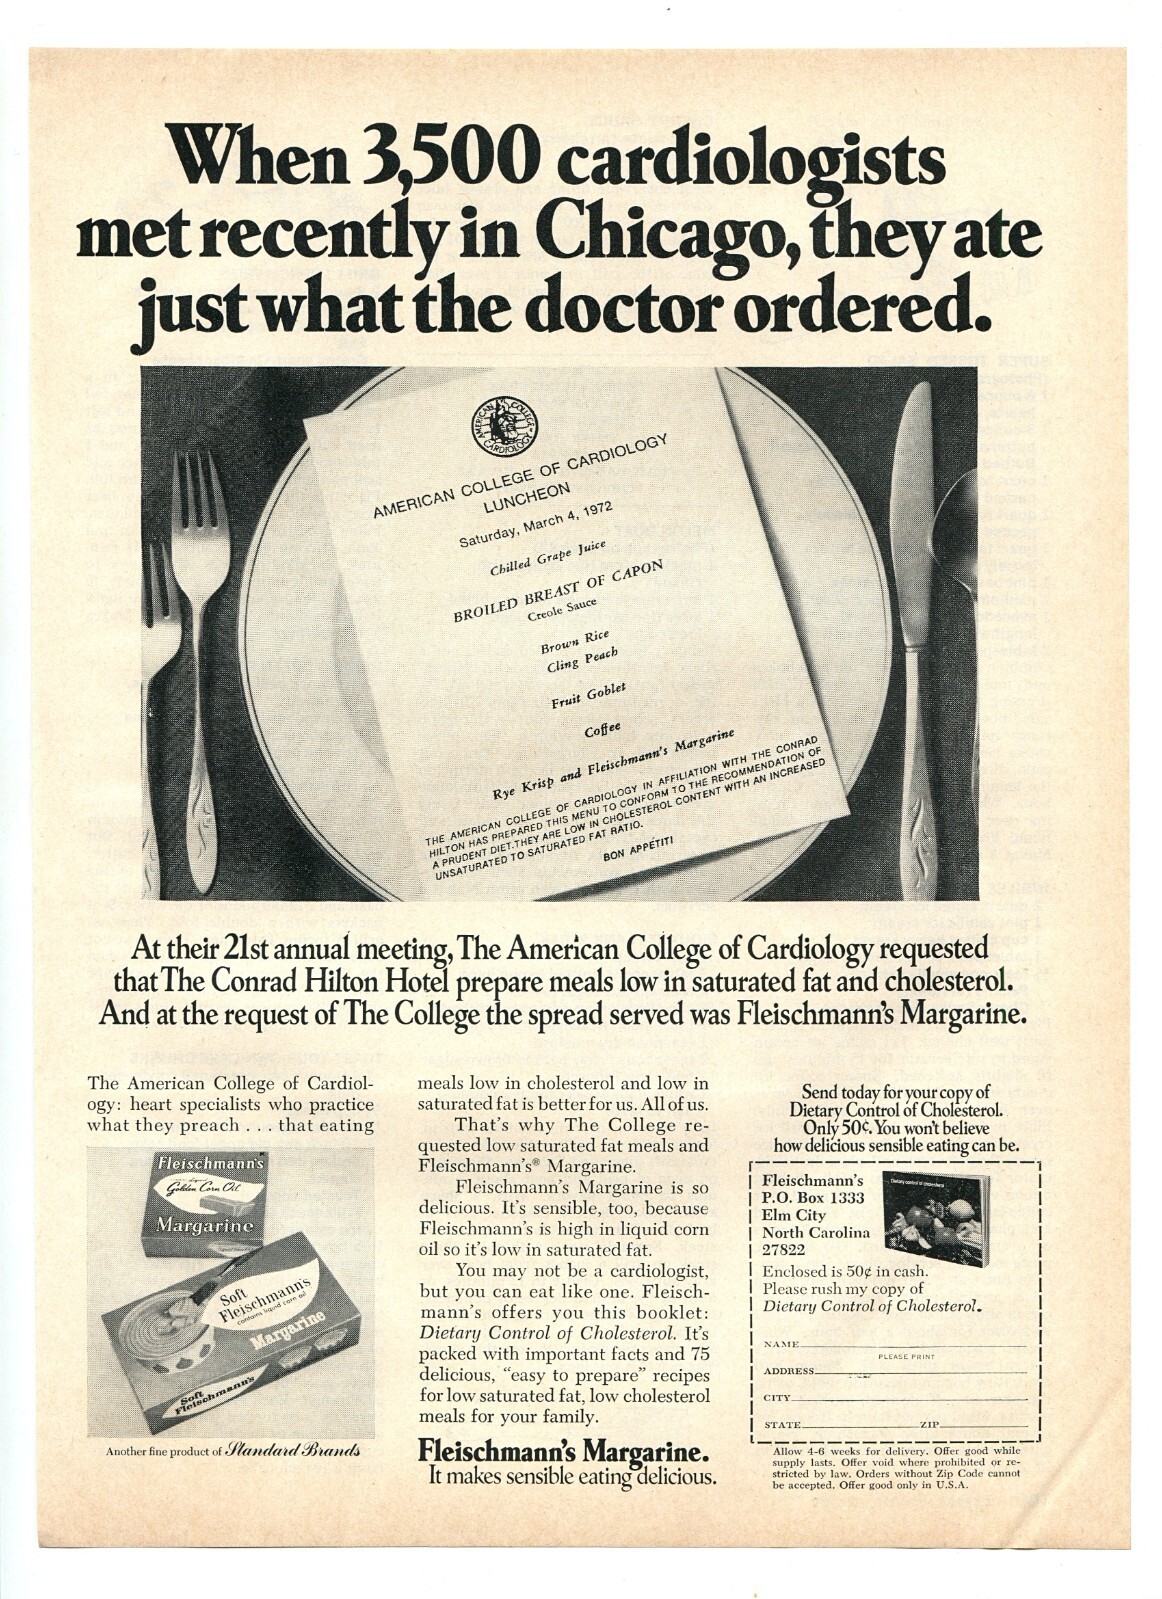 When 3,500 cardiologists
met recently in Chicago, they ate
just what the doctor ordered.
AMERICAN COLLEGE CARDIOLOGY
AMERICAN COLLEGE OF CARDIOLOGY
LUNCHEON
Saturday, March 4, 1972
Chilled Grape Juice
BROILED BREAST OF CAPON
Creole Sauce
Brown Rice
Cling Peach
Fruit Goblet
Coffee
Rye Krisp and Fleischmann's Margarine
THE AMERICAN COLLEGE OF CARDIOLOGY IN AFFILIATION WITH THE CONRAD
HILTON HAS PREPARED THIS MENU TO CONFORM TO THE RECOMMENDATION OF
A PRUDENT DIET. THEY ARE LOW IN CHOLESTEROL CONTENT WITH AN INCREASED
UNSATURATED TO SATURATED FAT RATIO.
BON APPÉTIT!
At their 21st annual meeting, The American College of Cardiology requested
that The Conrad Hilton Hotel prepare meals low in saturated fat and cholesterol.
And at the request of The College the spread served was Fleischmann's Margarine.
The American College of Cardiol-
ogy: heart specialists who practice
what they preach . . . that eating
Fleischmann's
Golden Corn Oil
Margarine
Soft
Fleischmann's
contains liquid corn oil
Margarine
Soft
Fleischmann's
Another fine product of Standard Brands
meals low in cholesterol and low in
saturated fat is better for us. All of us.
That's why The College re-
quested low saturated fat meals and
Fleischmann's® Margarine.
Fleischmann's Margarine is so
delicious. It's sensible, too, because
Fleischmann's is high in liquid corn
oil so it's low in saturated fat.
You may not be a cardiologist,
but you can eat like one. Fleisch-
mann's offers you this booklet:
Dietary Control of Cholesterol. It's
packed with important facts and 75
delicious, "easy to prepare" recipes
for low saturated fat, low cholesterol
meals for your family.
Fleischmann's Margarine.
It makes sensible eating delicious.
Send today for your copy of
Dietary Control of Cholesterol.
Only 50¢. You won't believe
how delicious sensible eating can be.
Fleischmann's
P.O. Box 1333
Elm City
North Carolina
27822
Dietary control of cholesterol
Enclosed is 50¢ in cash.
Please rush my copy of
Dietary Control of Cholesterol.
NAME
PLEASE PRINT
ADDRESS
CITY
STATE ZIP
Allow 4-6 weeks for delivery. Offer good while
supply lasts. Offer void where prohibited or re-
stricted by law. Orders without Zip Code cannot
be accepted. Offer good only in U.S.A.